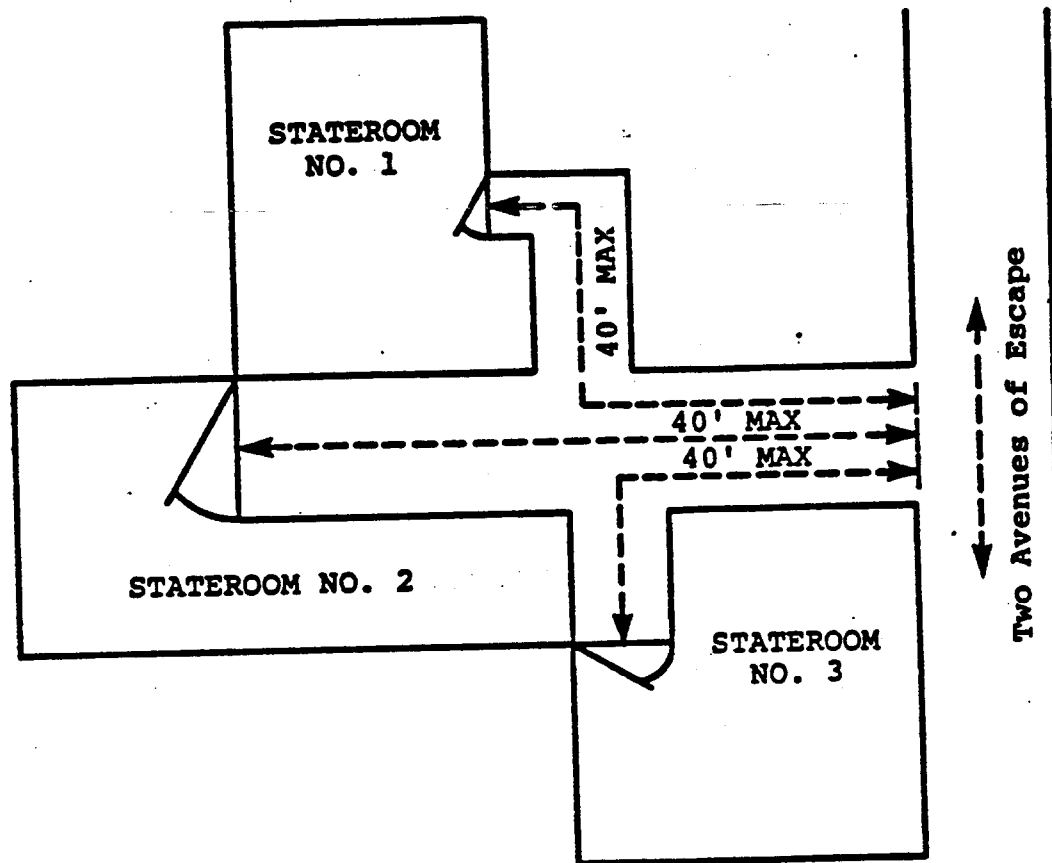 STATEROOM
NO. 1
40' MAX
40' MAX
40' MAX
Two Avenues of Escape
STATEROOM NO. 2
STATEROOM
NO. 3